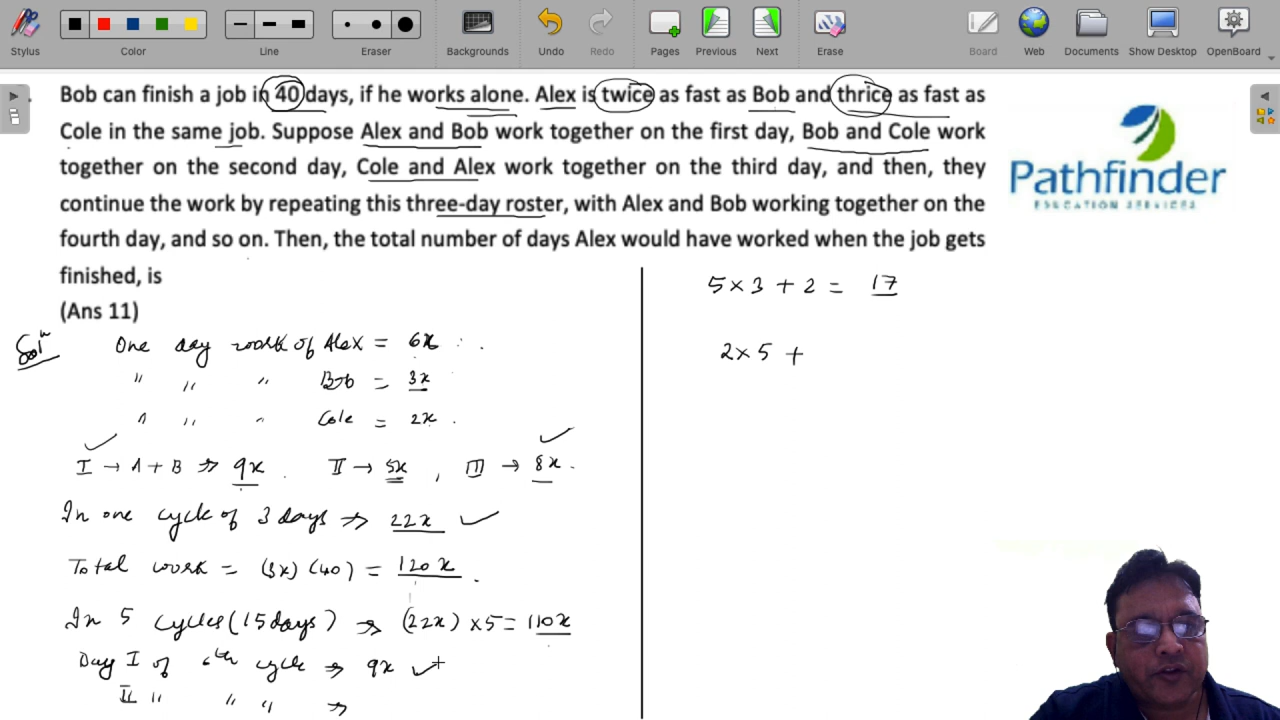 Stylus
Color
Line
Eraser
Backgrounds
Undo
Redo
Pages
Previous
Next
Erase
Board
Web
Documents
Show Desktop
OpenBoard
Bob can finish a job in 40 days, if he works alone. Alex is twice as fast as Bob and thrice as fast as
Cole in the same job. Suppose Alex and Bob work together on the first day, Bob and Cole work
together on the second day, Cole and Alex work together on the third day, and then, they
continue the work by repeating this three-day roster, with Alex and Bob working together on the
fourth day, and so on. Then, the total number of days Alex would have worked when the job gets
finished, is
(Ans 11)
Pathfinder
EDUCATION SERVICES
Solⁿ
One day work of Alex = 6x
" " " Bob = 3x
" " " Cole = 2x
I → A + B ⇒ 9x II → 5x , III → 8x
In one cycle of 3 days ⇒ 22x ✓
Total work = (3x) (40) = 120x
In 5 cycles (15 days) ⇒ (22x) × 5 = 110x
Day I of 6th cycle ⇒ 9x ✓
II " " " ⇒
5 × 3 + 2 = 17
2 × 5 +